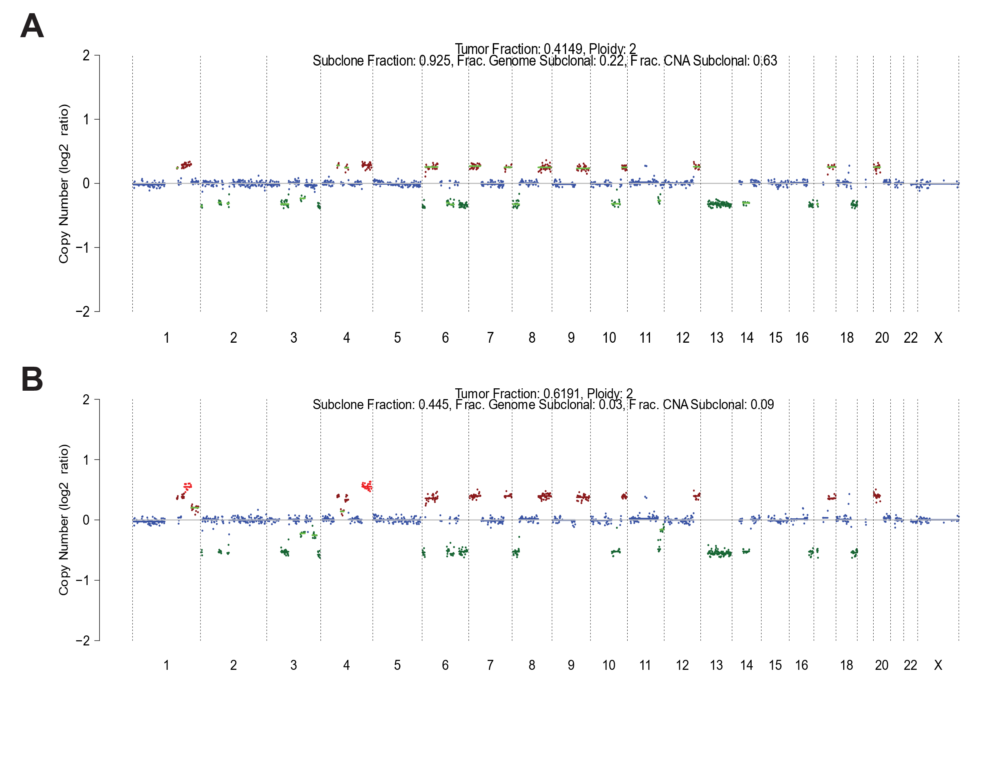 A
Tumor Fraction: 0.4149, Ploidy: 2
Subclone Fraction: 0.925, Frac. Genome Subclonal: 0.22, Frac. CNA Subclonal: 0.63
Copy Number (log2 ratio)
2
1
0
−1
−2
1 2 3 4 5 6 7 8 9 10 11 12 13 14 15 16 18 20 22 X
B
Tumor Fraction: 0.6191, Ploidy: 2
Subclone Fraction: 0.445, Frac. Genome Subclonal: 0.03, Frac. CNA Subclonal: 0.09
Copy Number (log2 ratio)
2
1
0
−1
−2
1 2 3 4 5 6 7 8 9 10 11 12 13 14 15 16 18 20 22 X